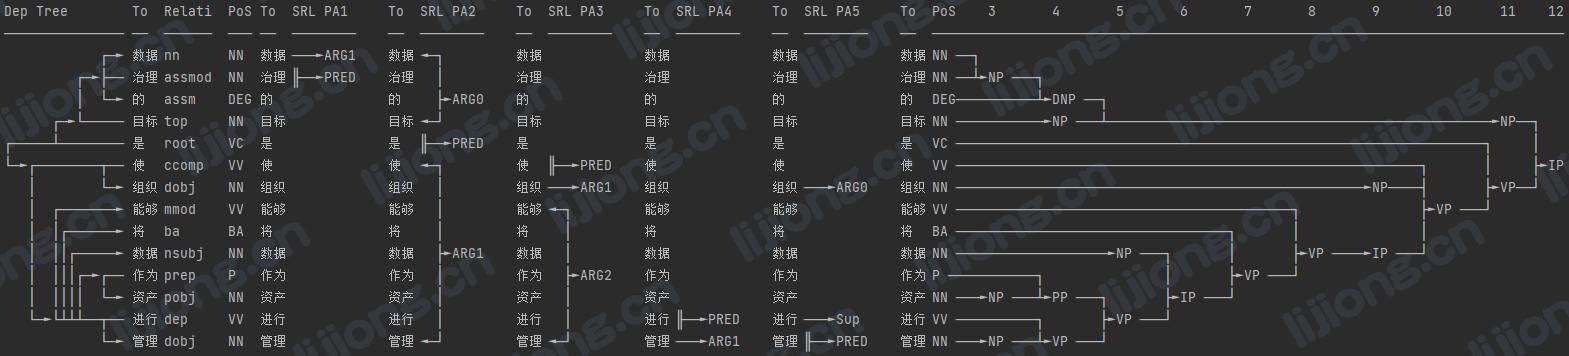 Dep Tree To Relati PoS To SRL PA1 To SRL PA2 To SRL PA3 To SRL PA4 To SRL PA5 To PoS 3 4 5 6 7 8 9 10 11 12
数据 nn NN 数据 ARG1 数据 数据 数据 数据 数据 NN
治理 assmod NN 治理 PRED 治理 治理 治理 治理 治理 NN NP
的 assm DEG 的 的 ARG0 的 的 的 的 DEG DNP
目标 top NN 目标 目标 目标 目标 目标 目标 NN NP NP
是 root VC 是 是 PRED 是 是 是 是 VC
使 ccomp VV 使 使 使 PRED 使 使 使 VV IP
组织 dobj NN 组织 组织 组织 ARG1 组织 组织 ARG0 组织 NN NP VP
能够 mmod VV 能够 能够 能够 能够 能够 能够 VV VP
将 ba BA 将 将 将 将 将 将 BA
数据 nsubj NN 数据 数据 ARG1 数据 数据 数据 数据 NN NP VP IP
作为 prep P 作为 作为 作为 ARG2 作为 作为 作为 P VP
资产 pobj NN 资产 资产 资产 资产 资产 资产 NN NP PP IP
进行 dep VV 进行 进行 进行 进行 PRED 进行 Sup 进行 VV VP
管理 dobj NN 管理 管理 管理 管理 ARG1 管理 PRED 管理 NN NP VP
lijiong.cn